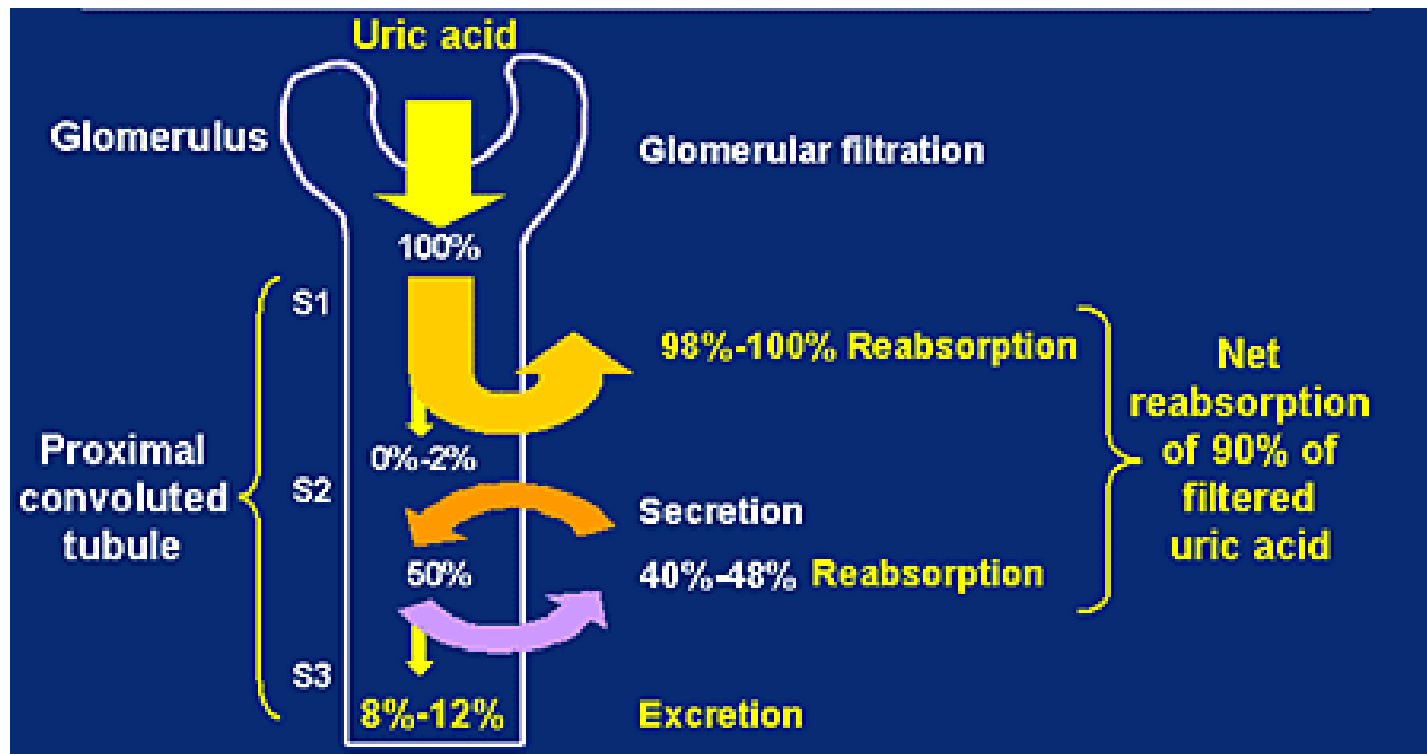 Uric acid
Glomerulus
Glomerular filtration
100%
S1
98%-100% Reabsorption
Net
reabsorption
of 90% of
filtered
uric acid
0%-2%
Proximal
convoluted
tubule
S2
Secretion
50%
40%-48% Reabsorption
S3
8%-12%
Excretion